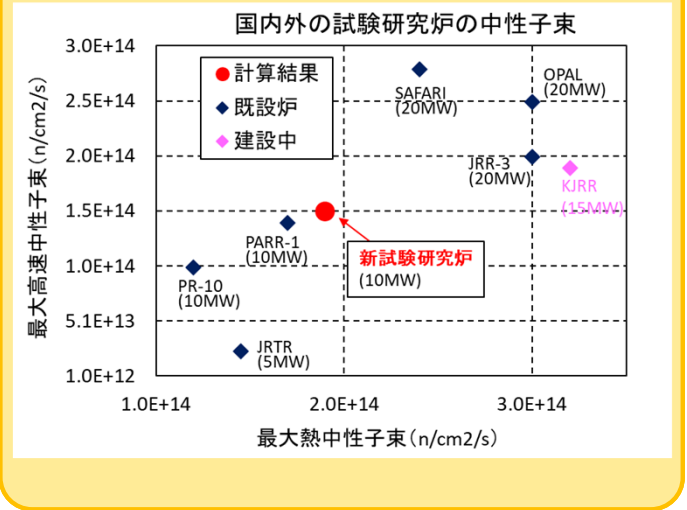 国内外の試験研究炉の中性子束
最大高速中性子束(n/cm2/s)
3.0E+14
2.5E+14
2.0E+14
1.5E+14
1.0E+14
5.1E+13
1.0E+12
計算結果
既設炉
建設中
SAFARI
(20MW)
OPAL
(20MW)
JRR-3
(20MW)
KJRR
(15MW)
PARR-1
(10MW)
新試験研究炉
(10MW)
PR-10
(10MW)
JRTR
(5MW)
1.0E+14
2.0E+14
3.0E+14
最大熱中性子束(n/cm2/s)